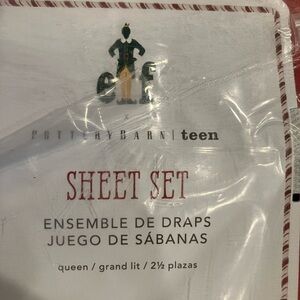 elf
x
POTTERYBARN | teen
SHEET SET
ENSEMBLE DE DRAPS
JUEGO DE SÁBANAS
queen / grand lit / 2½ plazas